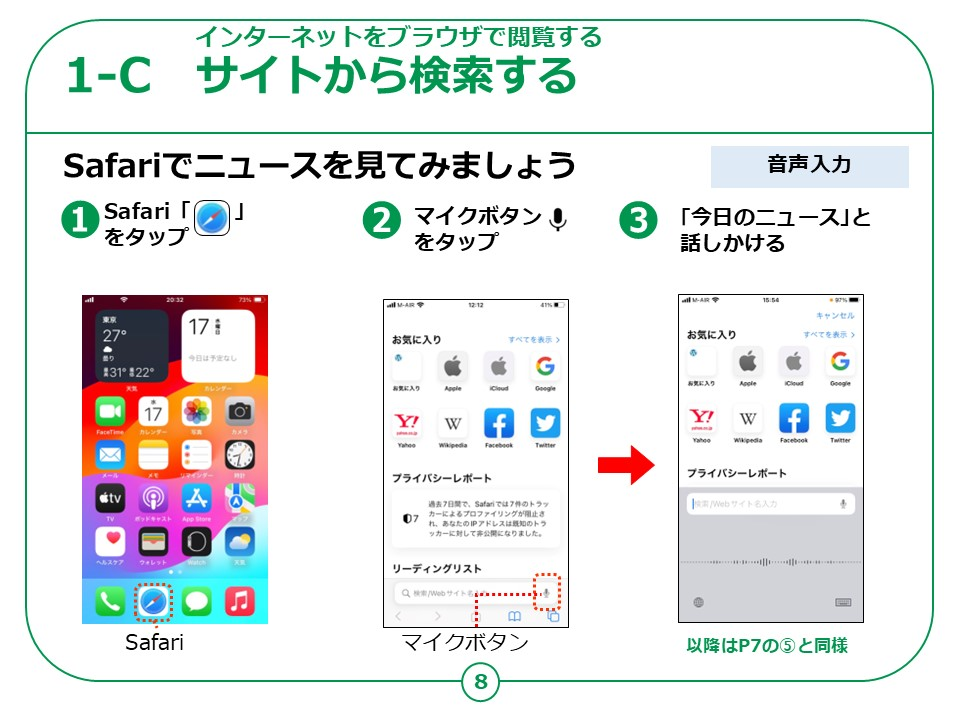 インターネットをブラウザで閲覧する
1-C サイトから検索する
Safariでニュースを見てみましょう
音声入力
1 Safari「 」
をタップ
2 マイクボタン
をタップ
3 「今日のニュース」と
話しかける
20:32 73%
東京
27°
曇り
最高31° 最低22°
天気
17 水曜日
今日は予定なし
カレンダー
FaceTime
水
17
カレンダー
写真
カメラ
メール
メモ
リマインダー
時計
tv
TV
ポッドキャスト
App Store
マップ
ヘルスケア
ウォレット
Watch
天気
Safari
M-AIR 12:12 41%
お気に入り すべてを表示 >
お気に入り Apple iCloud Google
Y!
yahoo.co.jp
W
Yahoo Wikipedia Facebook Twitter
プライバシーレポート
7
過去7日間で、Safariでは7件のトラッ
カーによるプロファイリングが阻止さ
れ、あなたのIPアドレスは既知のトラ
ッカーに対して非公開になりました。
リーディングリスト
検索/Webサイト名入力
マイクボタン
M-AIR 15:54 97%
キャンセル
お気に入り すべてを表示 >
お気に入り Apple iCloud Google
Y!
yahoo.co.jp
W
Yahoo Wikipedia Facebook Twitter
プライバシーレポート
検索/Webサイト名入力
以降はP7の⑤と同様
8